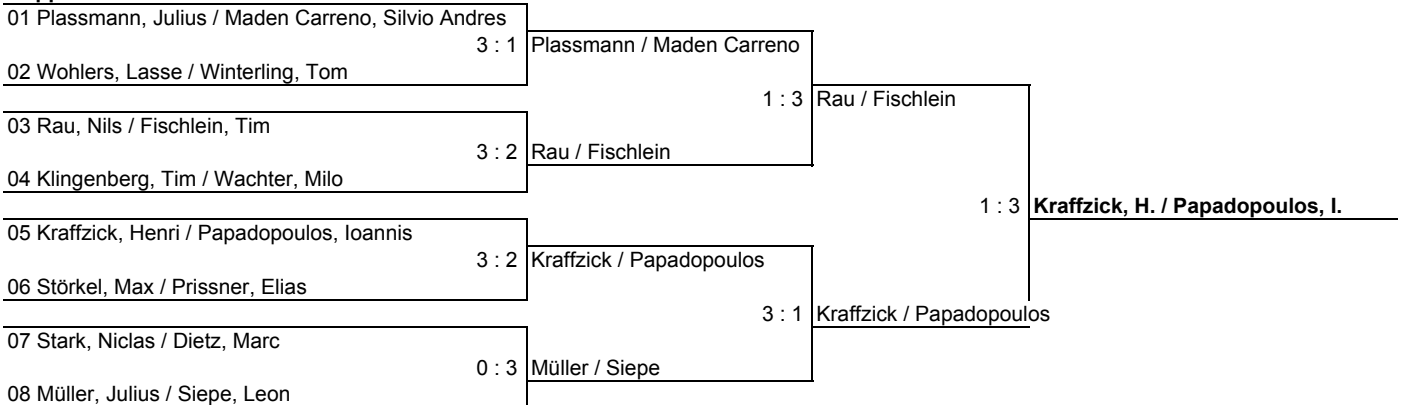 01 Plassmann, Julius / Maden Carreno, Silvio Andres
3 : 1 Plassmann / Maden Carreno
02 Wohlers, Lasse / Winterling, Tom
1 : 3 Rau / Fischlein
03 Rau, Nils / Fischlein, Tim
3 : 2 Rau / Fischlein
04 Klingenberg, Tim / Wachter, Milo
1 : 3 Kraffzick, H. / Papadopoulos, I.
05 Kraffzick, Henri / Papadopoulos, Ioannis
3 : 2 Kraffzick / Papadopoulos
06 Störkel, Max / Prissner, Elias
3 : 1 Kraffzick / Papadopoulos
07 Stark, Niclas / Dietz, Marc
0 : 3 Müller / Siepe
08 Müller, Julius / Siepe, Leon